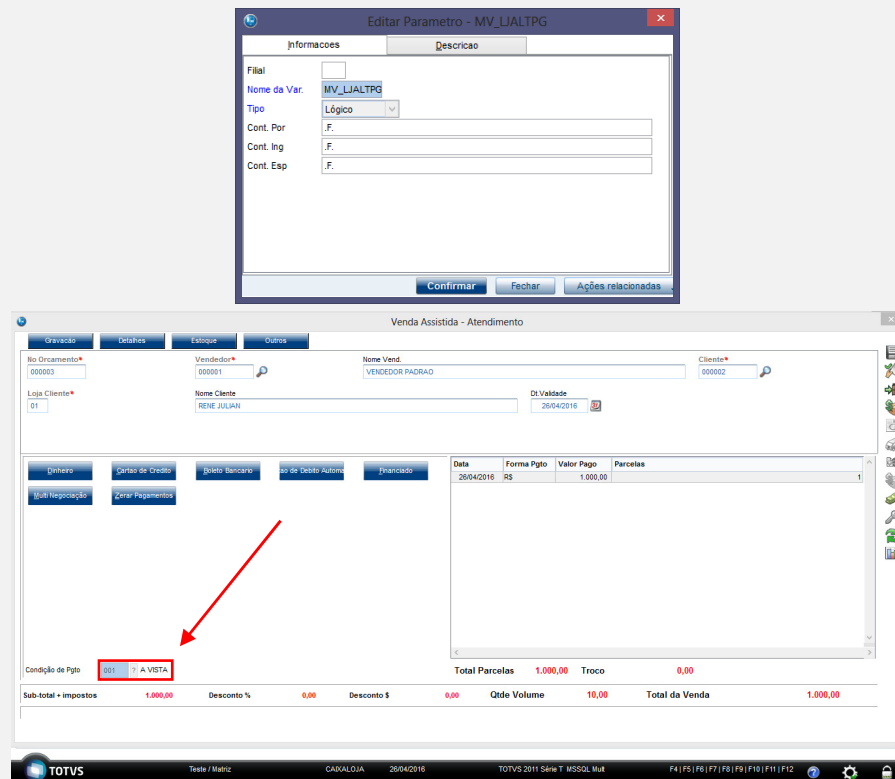 Editar Parametro - MV_LJALTPG
Informacoes Descricao
Filial
Nome da Var. MV_LJALTPG
Tipo Lógico
Cont. Por .F.
Cont. Ing .F.
Cont. Esp .F.
Confirmar Fechar Ações relacionadas
Venda Assistida - Atendimento
Gravacão Detalhes Estoque Outros
No Orcamento* Vendedor* Nome Vend. Cliente*
000003 000001 VENDEDOR PADRAO 000002
Loja Cliente* Nome Cliente Dt.Validade
01 RENE JULIAN 26/04/2016
Dinheiro Cartao de Credito Boleto Bancario ao de Debito Automa Financiado
Multi Negociação Zerar Pagamentos
Data Forma Pgto Valor Pago Parcelas
26/04/2016 R$ 1.000,00 1
Condição de Pgto 001 ? A VISTA
Total Parcelas 1.000,00 Troco 0,00
Sub-total + impostos 1.000,00 Desconto % 0,00 Desconto $ 0,00 Qtde Volume 10,00 Total da Venda 1.000,00
TOTVS Teste / Matriz CAIXALOJA 26/04/2016 TOTVS 2011 Série T MSSQL Mult F4 | F5 | F6 | F7 | F8 | F9 | F10 | F11 | F12